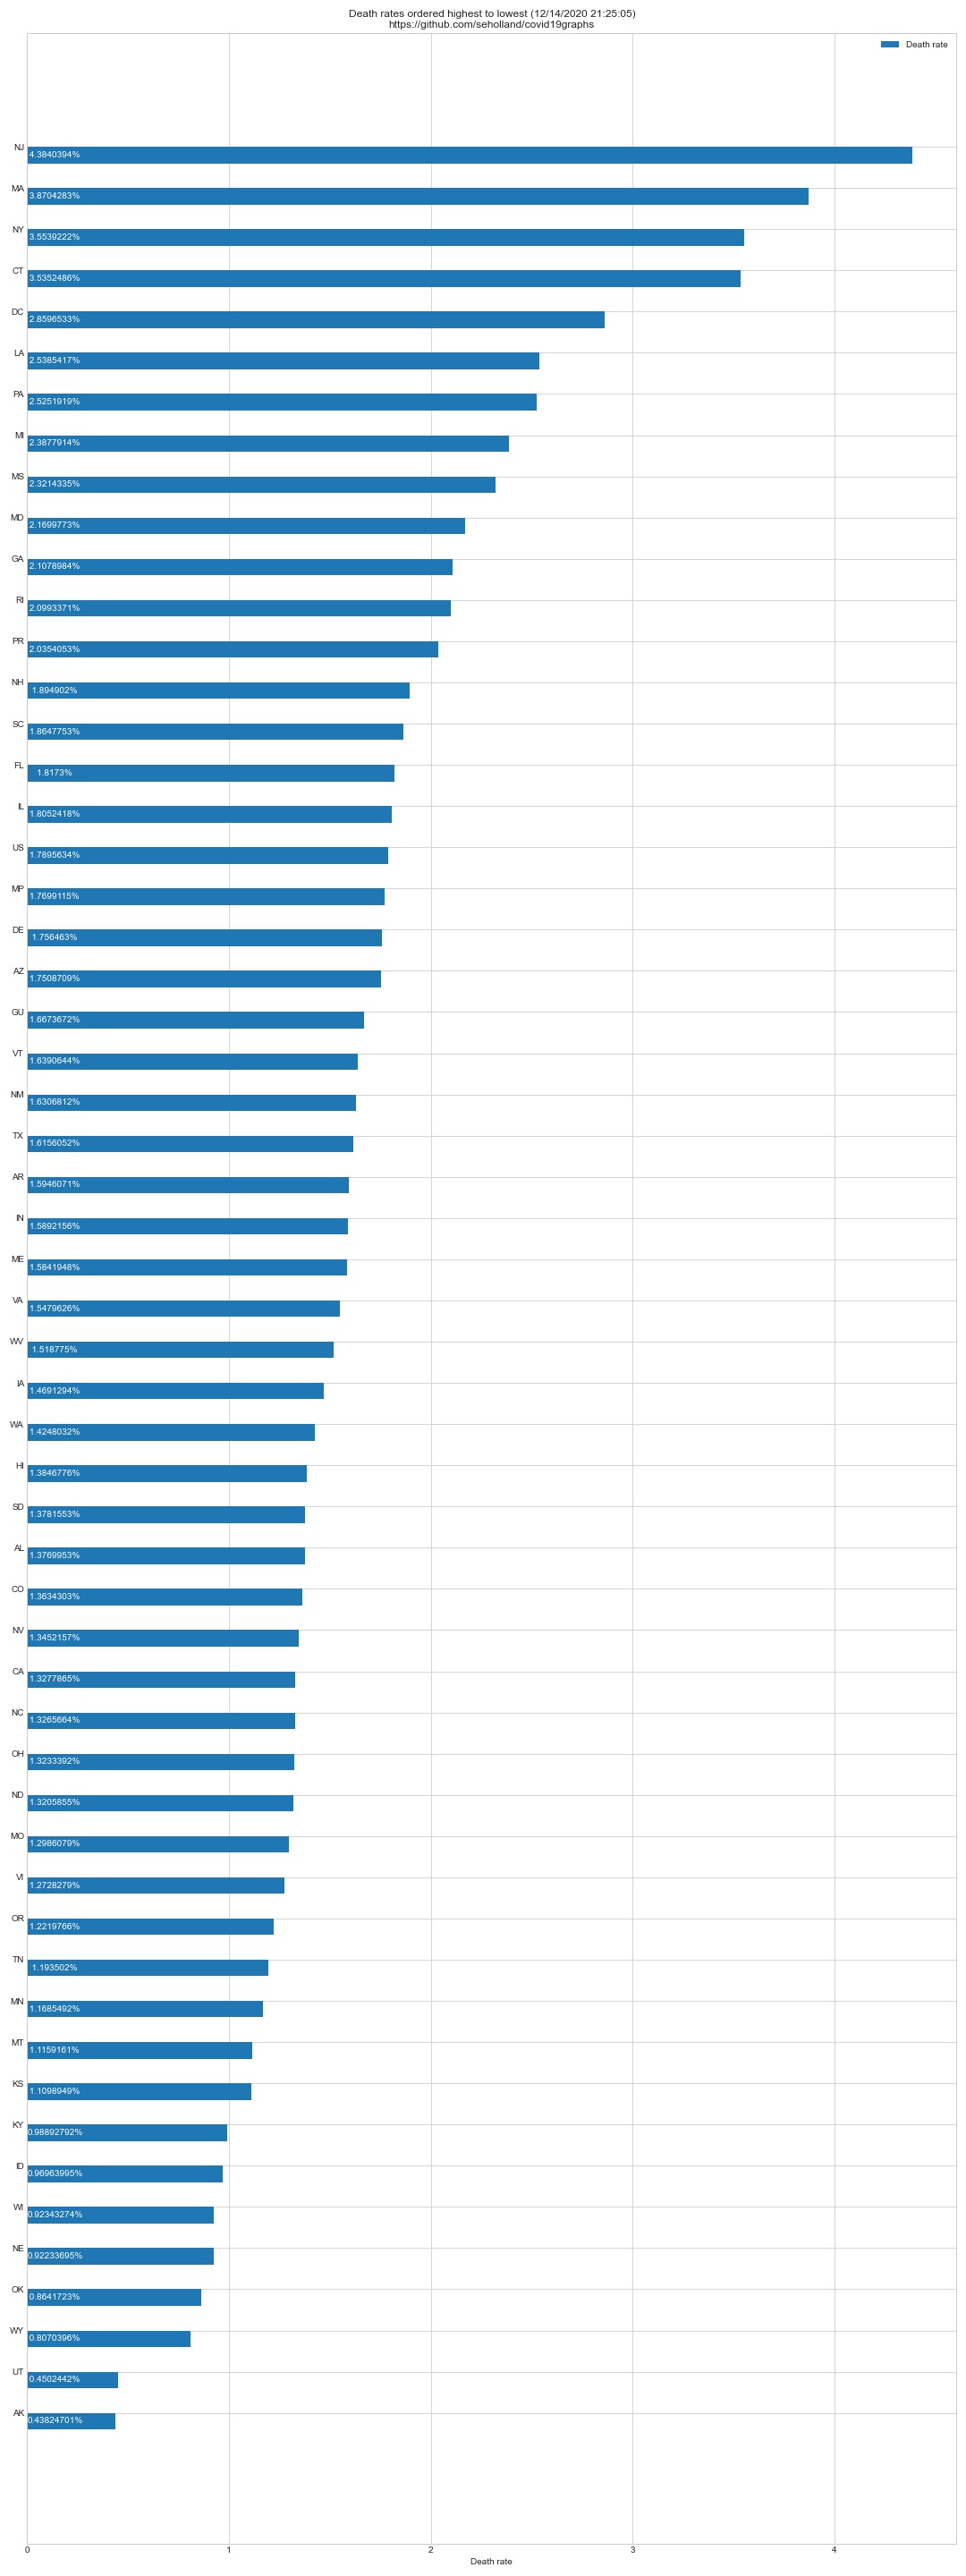 Death rates ordered highest to lowest (12/14/2020 21:25:05)
https://github.com/seholland/covid19graphs
Death rate
NJ 4.3840394%
MA 3.8704283%
NY 3.5539222%
CT 3.5352486%
DC 2.8596533%
LA 2.5385417%
PA 2.5251919%
MI 2.3877914%
MS 2.3214335%
MD 2.1699773%
GA 2.1078984%
RI 2.0993371%
PR 2.0354053%
NH 1.894902%
SC 1.8647753%
FL 1.8173%
IL 1.8052418%
US 1.7895634%
MP 1.7699115%
DE 1.756463%
AZ 1.7508709%
GU 1.6673672%
VT 1.6390644%
NM 1.6306812%
TX 1.6156052%
AR 1.5946071%
IN 1.5892156%
ME 1.5841948%
VA 1.5479626%
WV 1.518775%
IA 1.4691294%
WA 1.4248032%
HI 1.3846776%
SD 1.3781553%
AL 1.3769953%
CO 1.3634303%
NV 1.3452157%
CA 1.3277865%
NC 1.3265664%
OH 1.3233392%
ND 1.3205855%
MO 1.2986079%
VI 1.2728279%
OR 1.2219766%
TN 1.193502%
MN 1.1685492%
MT 1.1159161%
KS 1.1098949%
KY 0.98892792%
ID 0.96963995%
WI 0.92343274%
NE 0.92233695%
OK 0.8641723%
WY 0.8070396%
UT 0.4502442%
AK 0.43824701%
0 1 2 3 4
Death rate